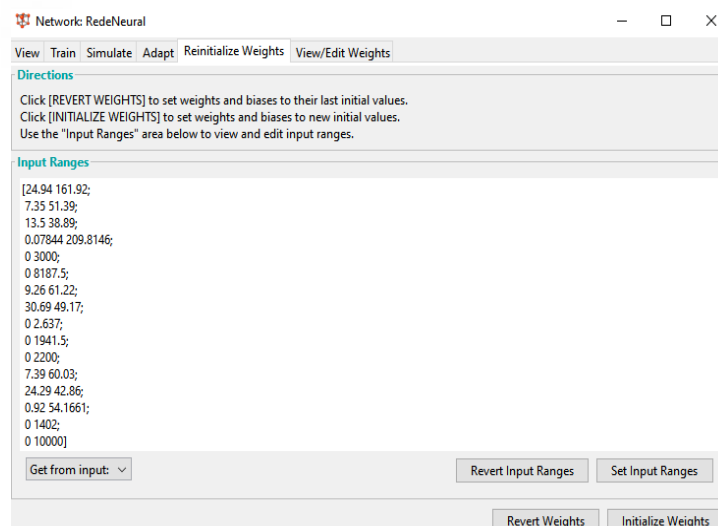 Network: RedeNeural
View Train Simulate Adapt Reinitialize Weights View/Edit Weights
Directions
Click [REVERT WEIGHTS] to set weights and biases to their last initial values.
Click [INITIALIZE WEIGHTS] to set weights and biases to new initial values.
Use the "Input Ranges" area below to view and edit input ranges.
Input Ranges
[24.94 161.92;
7.35 51.39;
13.5 38.89;
0.07844 209.8146;
0 3000;
0 8187.5;
9.26 61.22;
30.69 49.17;
0 2.637;
0 1941.5;
0 2200;
7.39 60.03;
24.29 42.86;
0.92 54.1661;
0 1402;
0 10000]
Get from input: Revert Input Ranges Set Input Ranges
Revert Weights Initialize Weights